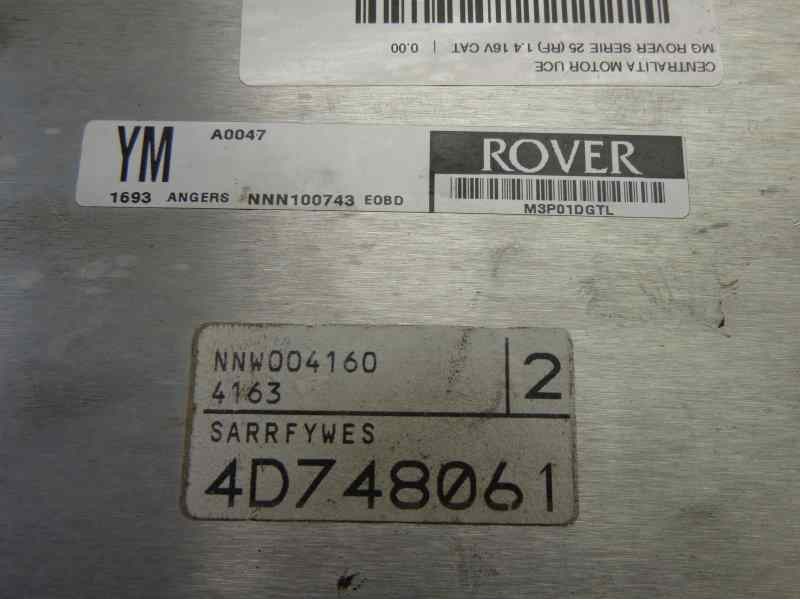 CENTRALITA MOTOR UCE
MG ROVER SERIE 25 (RF) 1.4 16V CAT | 0.00
YM A0047
ROVER
1693 ANGERS NNN100743 EOBD
M3P01DGTL
NNW004160
4163
2
SARRFYWES
4D748061